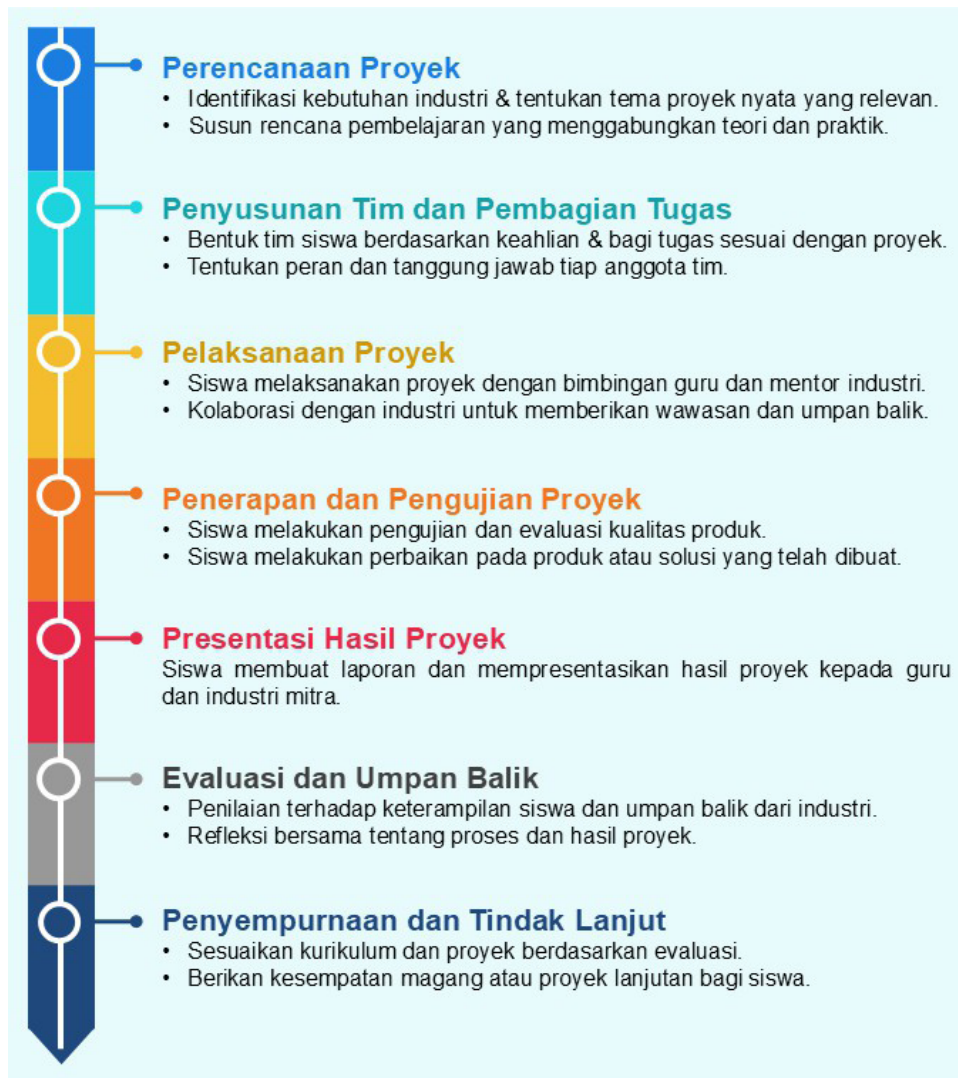 Perencanaan Proyek
• Identifikasi kebutuhan industri & tentukan tema proyek nyata yang relevan.
• Susun rencana pembelajaran yang menggabungkan teori dan praktik.
Penyusunan Tim dan Pembagian Tugas
• Bentuk tim siswa berdasarkan keahlian & bagi tugas sesuai dengan proyek.
• Tentukan peran dan tanggung jawab tiap anggota tim.
Pelaksanaan Proyek
• Siswa melaksanakan proyek dengan bimbingan guru dan mentor industri.
• Kolaborasi dengan industri untuk memberikan wawasan dan umpan balik.
Penerapan dan Pengujian Proyek
• Siswa melakukan pengujian dan evaluasi kualitas produk.
• Siswa melakukan perbaikan pada produk atau solusi yang telah dibuat.
Presentasi Hasil Proyek
Siswa membuat laporan dan mempresentasikan hasil proyek kepada guru
dan industri mitra.
Evaluasi dan Umpan Balik
• Penilaian terhadap keterampilan siswa dan umpan balik dari industri.
• Refleksi bersama tentang proses dan hasil proyek.
Penyempurnaan dan Tindak Lanjut
• Sesuaikan kurikulum dan proyek berdasarkan evaluasi.
• Berikan kesempatan magang atau proyek lanjutan bagi siswa.